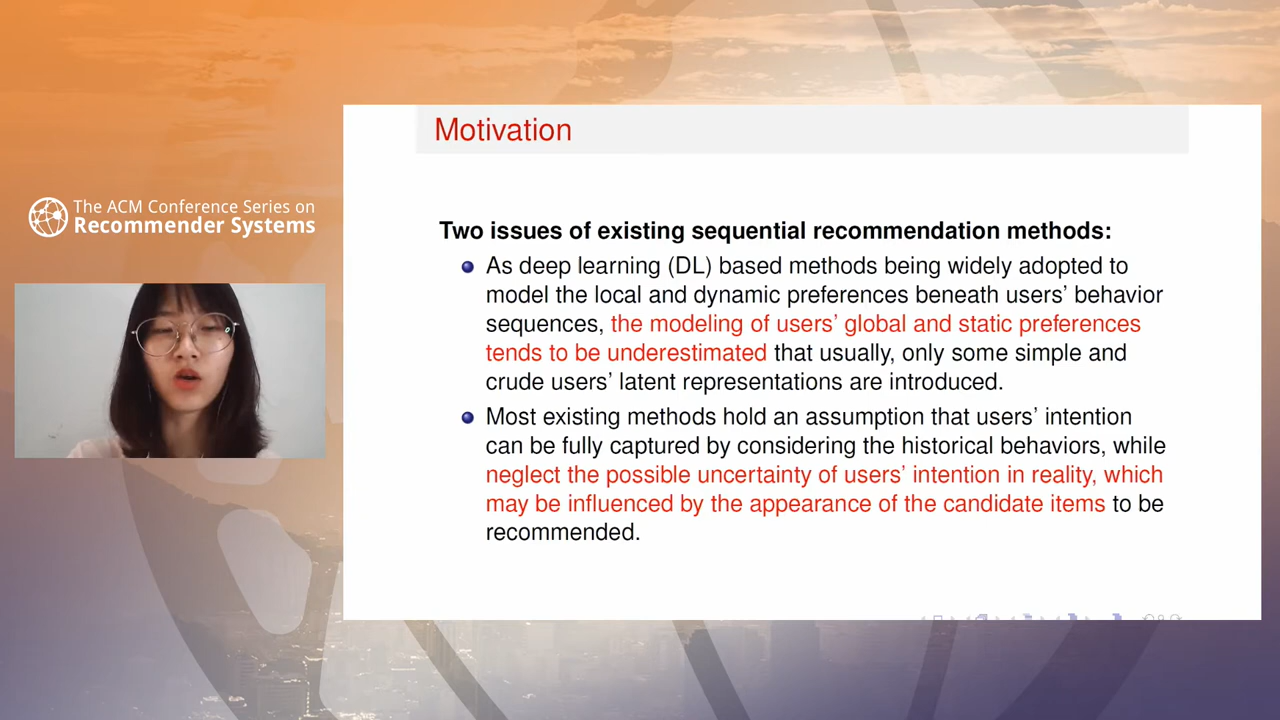 The ACM Conference Series on
Recommender Systems
Motivation
Two issues of existing sequential recommendation methods:
As deep learning (DL) based methods being widely adopted to
model the local and dynamic preferences beneath users' behavior
sequences, the modeling of users' global and static preferences
tends to be underestimated that usually, only some simple and
crude users' latent representations are introduced.
Most existing methods hold an assumption that users' intention
can be fully captured by considering the historical behaviors, while
neglect the possible uncertainty of users' intention in reality, which
may be influenced by the appearance of the candidate items to be
recommended.